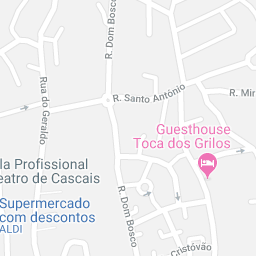 R. Dom Bosco
Rua do Geraldo
R. Santo António
R. Mir
Guesthouse
Toca dos Grilos
la Profissional
eatro de Cascais
Supermercado
com descontos
ALDI
R. Dom Bosco
Cristóvão